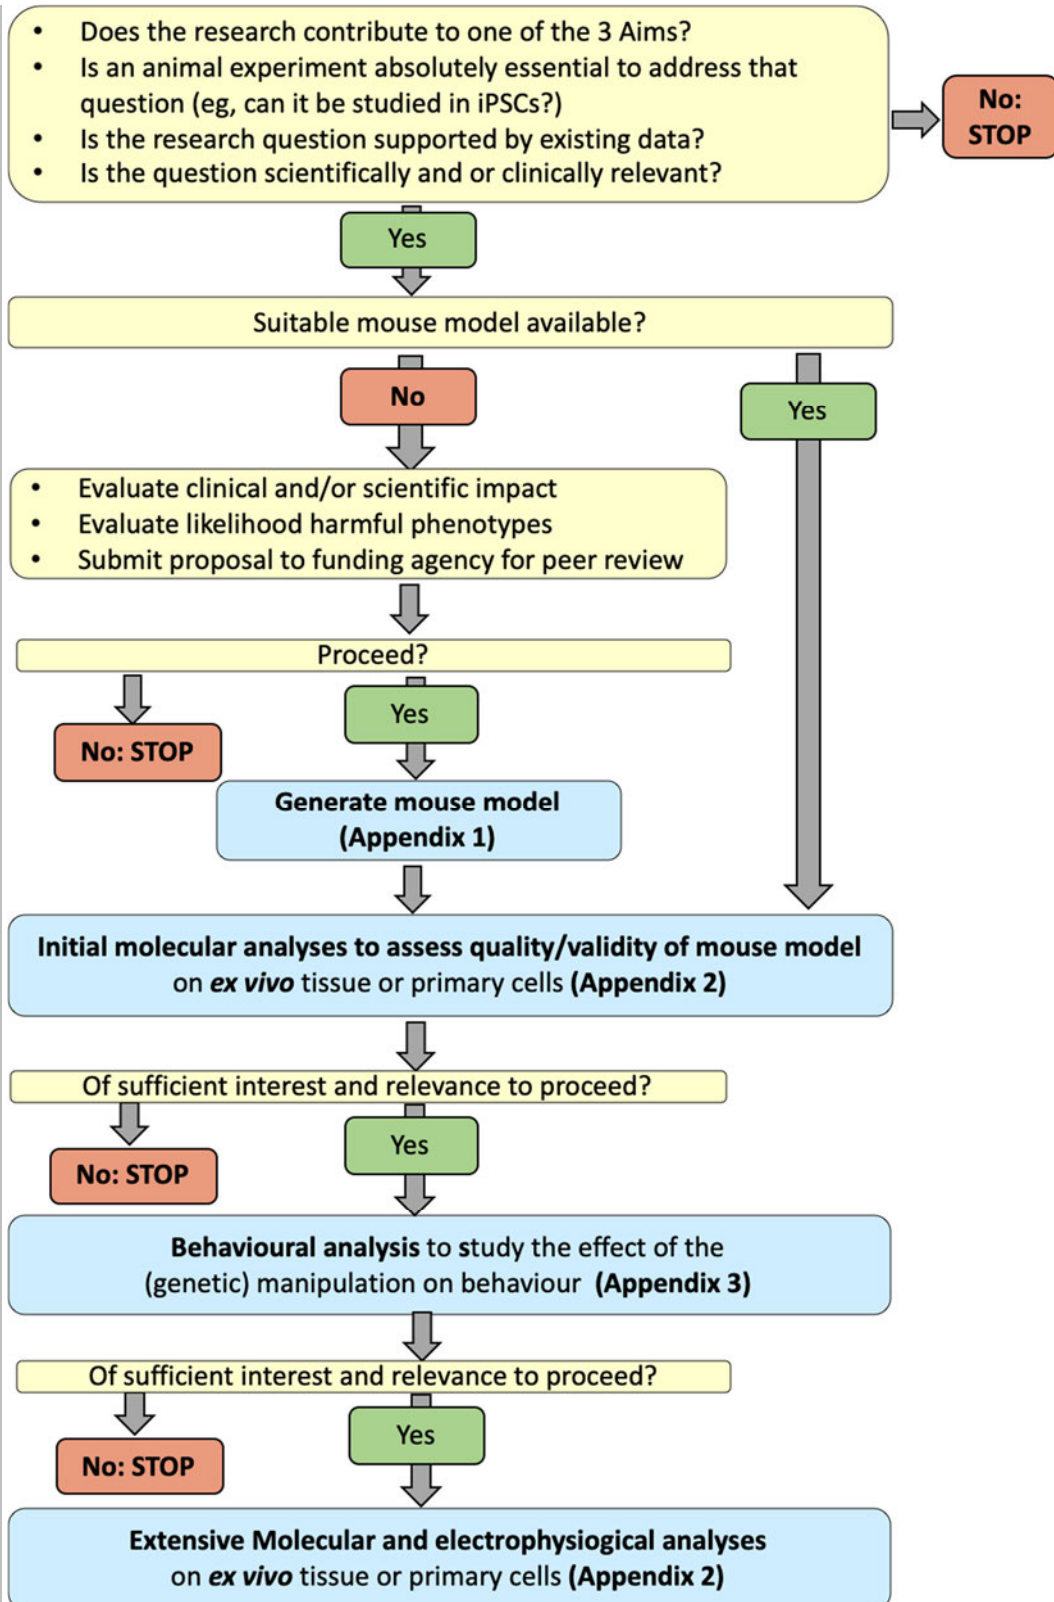 • Does the research contribute to one of the 3 Aims?
• Is an animal experiment absolutely essential to address that
question (eg, can it be studied in iPSCs?)
• Is the research question supported by existing data?
• Is the question scientifically and or clinically relevant?
No:
STOP
Yes
Suitable mouse model available?
No
Yes
• Evaluate clinical and/or scientific impact
• Evaluate likelihood harmful phenotypes
• Submit proposal to funding agency for peer review
Proceed?
No: STOP
Yes
Generate mouse model
(Appendix 1)
Initial molecular analyses to assess quality/validity of mouse model
on ex vivo tissue or primary cells (Appendix 2)
Of sufficient interest and relevance to proceed?
No: STOP
Yes
Behavioural analysis to study the effect of the
(genetic) manipulation on behaviour (Appendix 3)
Of sufficient interest and relevance to proceed?
No: STOP
Yes
Extensive Molecular and electrophysiogical analyses
on ex vivo tissue or primary cells (Appendix 2)